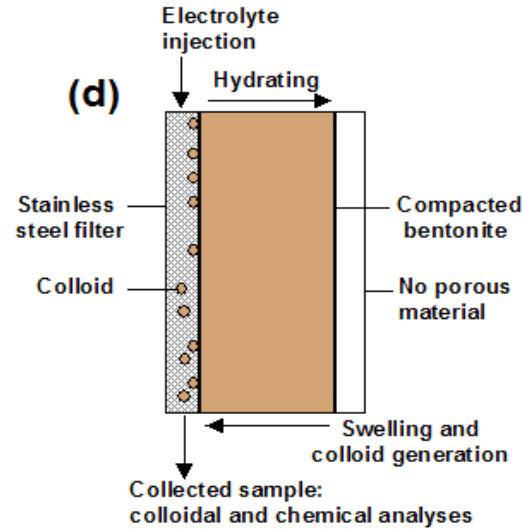 Electrolyte
injection
(d)
Hydrating
Stainless
steel filter
Compacted
bentonite
Colloid
No porous
material
Swelling and
colloid generation
Collected sample:
colloidal and chemical analyses